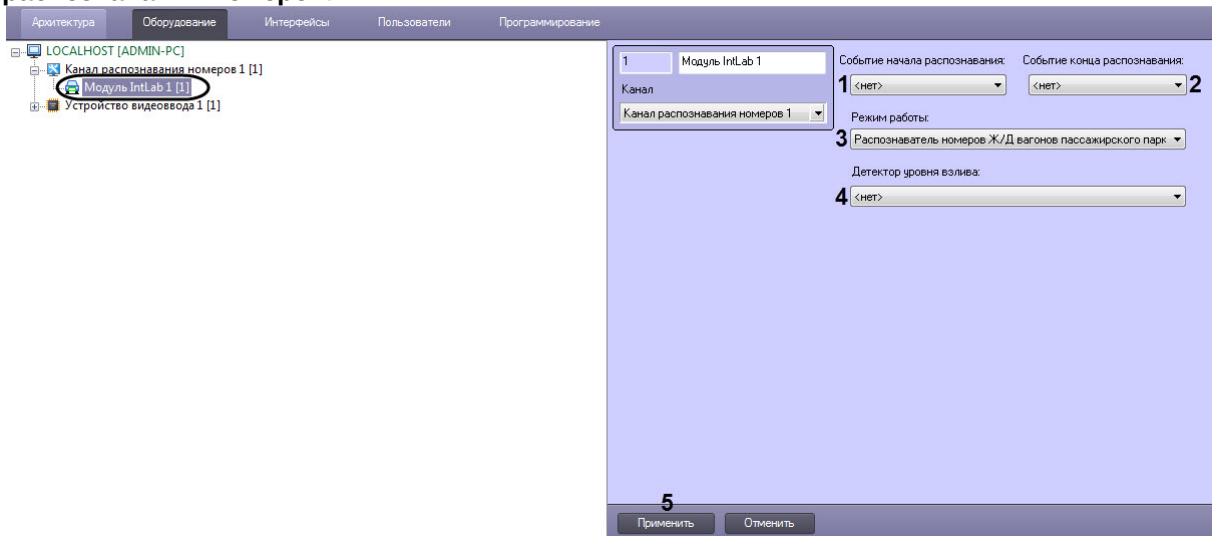 Архитектура Оборудование Интерфейсы Пользователи Программирование
LOCALHOST [ADMIN-PC]
Канал распознавания номеров 1 [1]
Модуль IntLab 1 [1]
Устройство видеоввода 1 [1]
1 Модуль IntLab 1
Канал
Канал распознавания номеров 1
Событие начала распознавания: Событие конца распознавания:
1 <нет> <нет> 2
Режим работы:
3 Распознаватель номеров Ж/Д вагонов пассажирского парк
Детектор уровня взлива:
4 <нет>
5
Применить Отменить